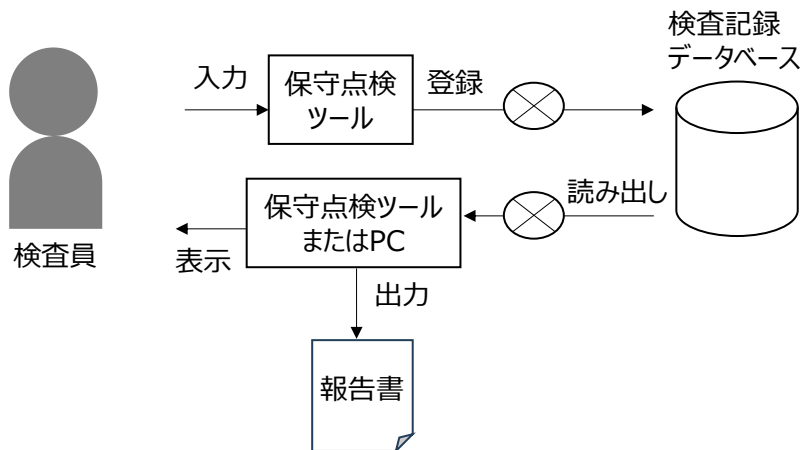 検査記録
データベース
入力
保守点検
ツール
登録
読み出し
保守点検ツール
またはPC
検査員
表示
出力
報告書